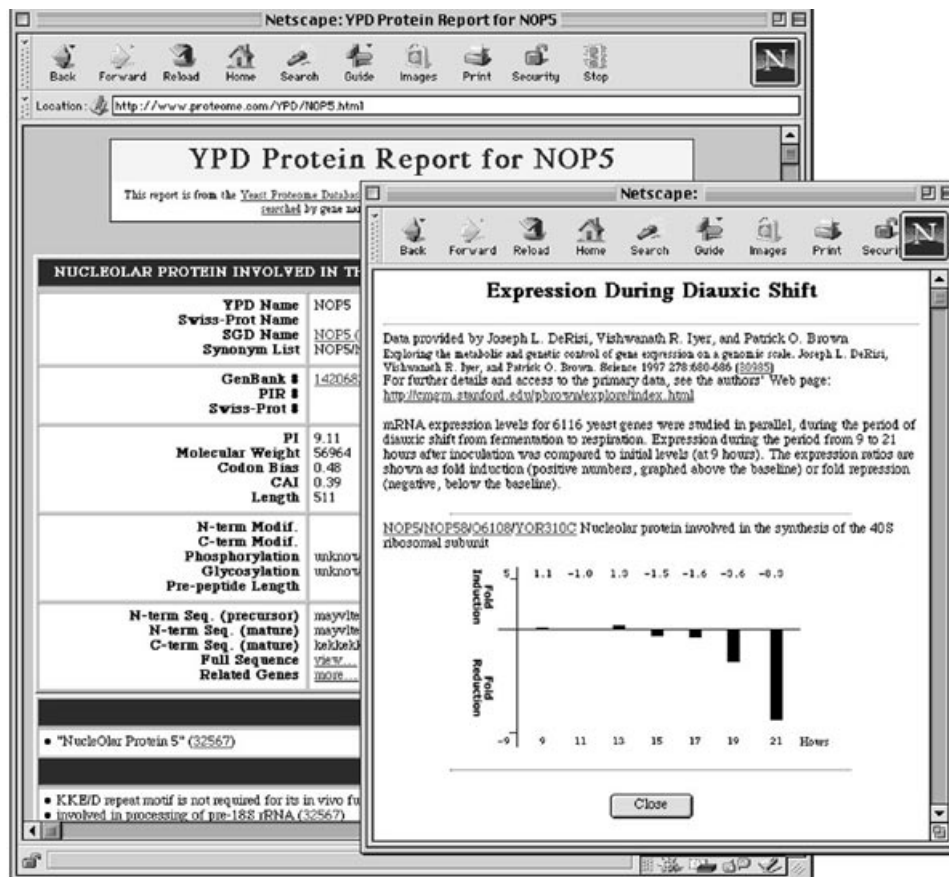 Netscape: YPD Protein Report for NOP5
Back Forward Reload Home Search Guide Images Print Security Stop
N
Location: http://www.proteome.com/YPD/NOP5.html
YPD Protein Report for NOP5
This report is from the Yeast Proteome Databas
searched by gene na
NUCLEOLAR PROTEIN INVOLVED IN TH
YPD Name NOP5
Swiss-Prot Name
SGD Name NOP5 (
Synonym List NOP5/N
GenBank # 142068
PIR #
Swiss-Prot #
PI 9.11
Molecular Weight 56964
Codon Bias 0.48
CAI 0.39
Length 511
N-term Modif.
C-term Modif.
Phosphorylation unknow
Glycosylation unknow
Pre-peptide Length
N-term Seq. (precursor) mayvlte
N-term Seq. (mature) mayvlte
C-term Seq. (mature) kekkekk
Full Sequence view...
Related Genes more...
• "NucleOlar Protein 5" (32567)
• KKE/D repeat motif is not required for its in vivo fu
• involved in processing of pre-18S rRNA (32567)
Netscape:
Back Forward Reload Home Search Guide Images Print Securi
N
Expression During Diauxic Shift
Data provided by Joseph L. DeRisi, Vishwanath R. Iyer, and Patrick O. Brown
Exploring the metabolic and genetic control of gene expression on a genomic scale. Joseph L. DeRisi,
Vishwanath R. Iyer, and Patrick O. Brown. Science 1997 278:680-686 (30985)
For further details and access to the primary data, see the authors' Web page:
http://cmgm.stanford.edu/pbrown/explore/index.html
mRNA expression levels for 6116 yeast genes were studied in parallel, during the period of
diauxic shift from fermentation to respiration. Expression during the period from 9 to 21
hours after inoculation was compared to initial levels (at 9 hours). The expression ratios are
shown as fold induction (positive numbers, graphed above the baseline) or fold repression
(negative, below the baseline).
NOP5/NOP58/O6108/YOR310C Nucleolar protein involved in the synthesis of the 40S
ribosomal subunit
5 1.1 -1.0 1.0 -1.5 -1.6
Fold Induction
Fold Reduction
-9 9 11 13 15 17 19 21 Hours
Close